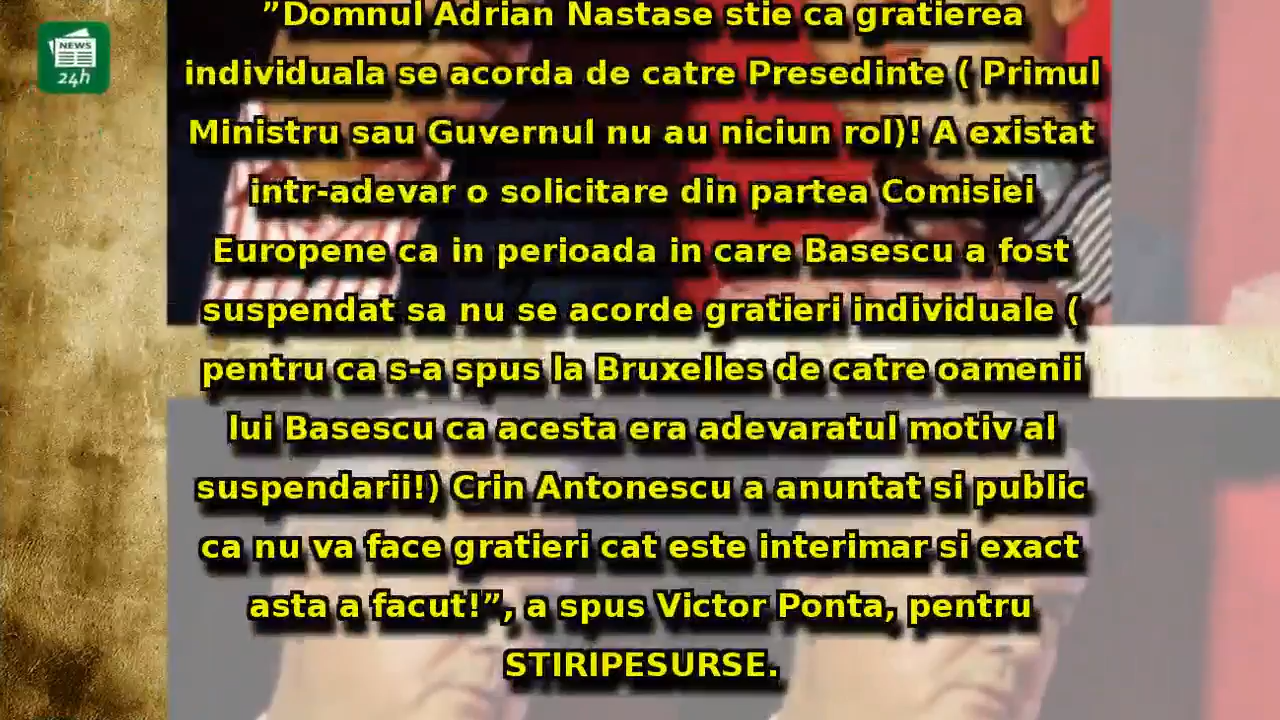 NEWS
24h
”Domnul Adrian Nastase stie ca gratierea
individuala se acorda de catre Presedinte ( Primul
Ministru sau Guvernul nu au niciun rol)! A existat
intr-adevar o solicitare din partea Comisiei
Europene ca in perioada in care Basescu a fost
suspendat sa nu se acorde gratieri individuale (
pentru ca s-a spus la Bruxelles de catre oamenii
lui Basescu ca acesta era adevaratul motiv al
suspendarii!) Crin Antonescu a anuntat si public
ca nu va face gratieri cat este interimar si exact
asta a facut!”, a spus Victor Ponta, pentru
STIRIPESURSE.